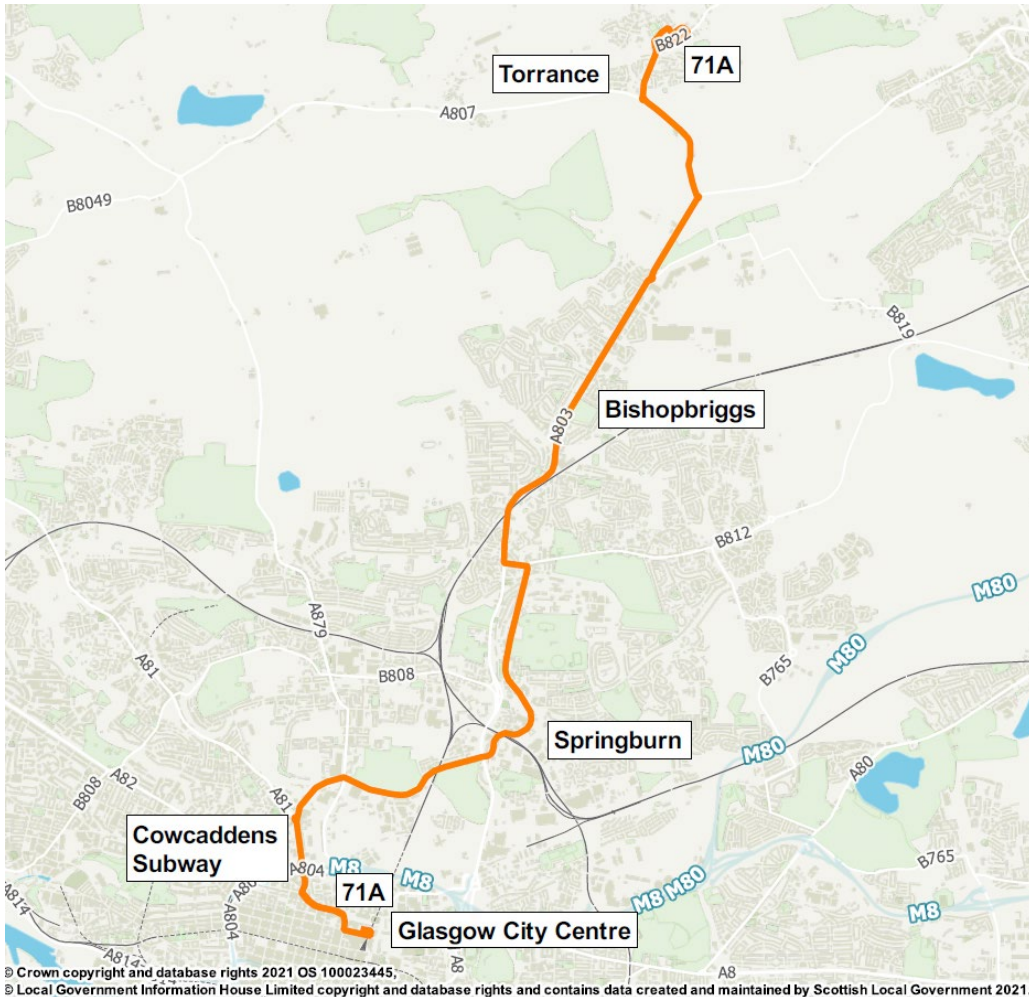 B822
71A
Torrance
A807
B8049
B819
Bishopbriggs
A803
B812
M80
A879
A81
B808
B765
M80
Springburn
M80
A82
B808
A81
A80
Cowcaddens
Subway
A804
M8
M8
71A
M8 M80
B765
M8
A814
A804
Glasgow City Centre
A814
A8
A8
© Crown copyright and database rights 2021 OS 100023445,
© Local Government Information House Limited copyright and database rights and contains data created and maintained by Scottish Local Government 2021